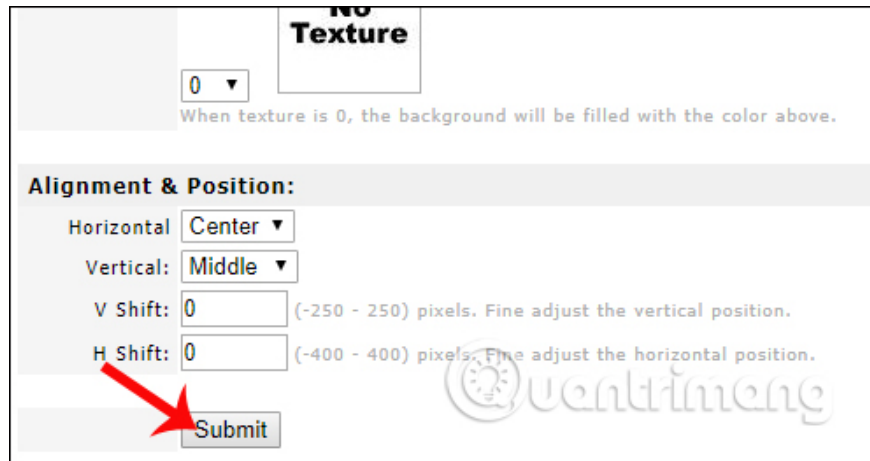 No
Texture
0
When texture is 0, the background will be filled with the color above.
Alignment & Position:
Horizontal Center
Vertical: Middle
V Shift: 0 (-250 - 250) pixels. Fine adjust the vertical position.
H Shift: 0 (-400 - 400) pixels. Fine adjust the horizontal position.
Quantrimang
Submit